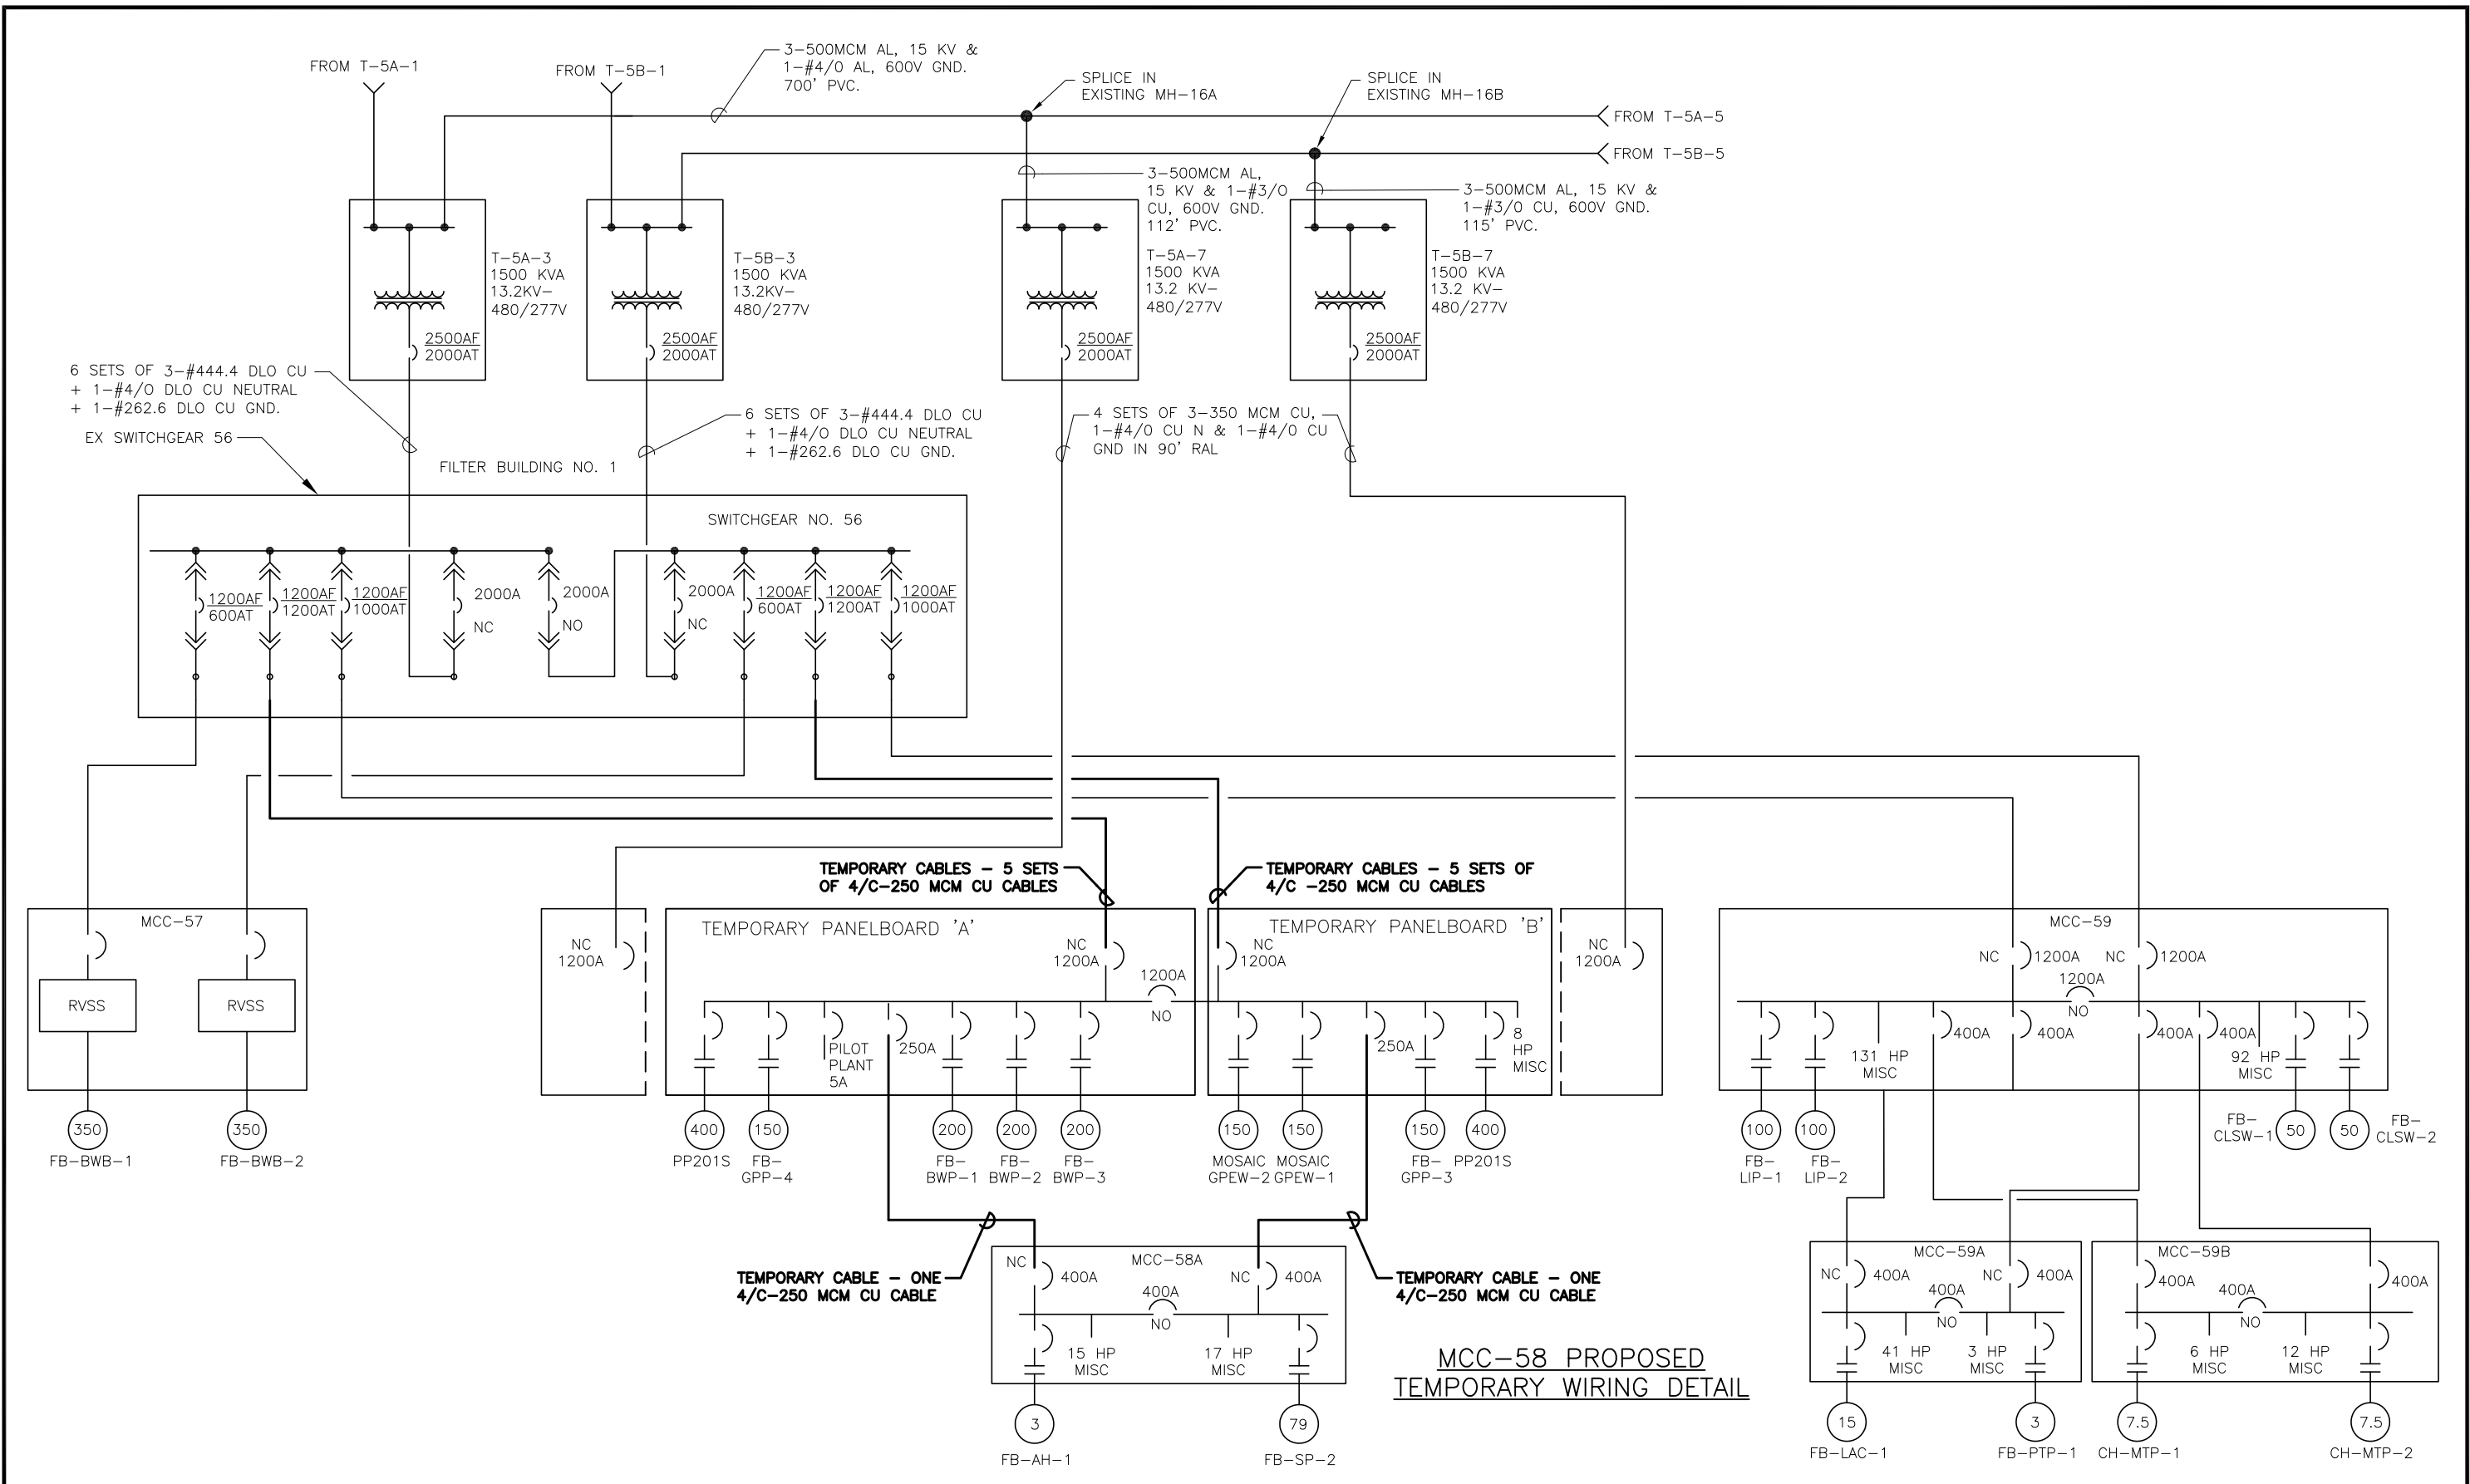 FROM T-5A-1
FROM T-5B-1
3-500MCM AL, 15 KV &
1-#4/0 AL, 600V GND.
700' PVC.
SPLICE IN
EXISTING MH-16A
SPLICE IN
EXISTING MH-16B
FROM T-5A-5
FROM T-5B-5
3-500MCM AL,
15 KV & 1-#3/0
CU, 600V GND.
112' PVC.
3-500MCM AL, 15 KV &
1-#3/0 CU, 600V GND.
115' PVC.
T-5A-3
1500 KVA
13.2KV-
480/277V
2500AF
2000AT
T-5B-3
1500 KVA
13.2KV-
480/277V
2500AF
2000AT
T-5A-7
1500 KVA
13.2 KV-
480/277V
2500AF
2000AT
T-5B-7
1500 KVA
13.2 KV-
480/277V
2500AF
2000AT
6 SETS OF 3-#444.4 DLO CU
+ 1-#4/0 DLO CU NEUTRAL
+ 1-#262.6 DLO CU GND.
EX SWITCHGEAR 56
FILTER BUILDING NO. 1
6 SETS OF 3-#444.4 DLO CU
+ 1-#4/0 DLO CU NEUTRAL
+ 1-#262.6 DLO CU GND.
4 SETS OF 3-350 MCM CU,
1-#4/0 CU N & 1-#4/0 CU
GND IN 90' RAL
SWITCHGEAR NO. 56
1200AF
600AT
1200AF
1200AT
1200AF
1000AT
2000A
NC
2000A
NO
2000A
NC
1200AF
600AT
1200AF
1200AT
1200AF
1000AT
TEMPORARY CABLES - 5 SETS
OF 4/C-250 MCM CU CABLES
TEMPORARY CABLES - 5 SETS OF
4/C -250 MCM CU CABLES
MCC-57
RVSS
RVSS
350
FB-BWB-1
350
FB-BWB-2
NC
1200A
TEMPORARY PANELBOARD 'A'
NC
1200A
1200A
NO
PILOT
PLANT
5A
250A
400
PP201S
150
FB-
GPP-4
200
FB-
BWP-1
200
FB-
BWP-2
200
FB-
BWP-3
TEMPORARY PANELBOARD 'B'
NC
1200A
250A
8
HP
MISC
150
MOSAIC
GPEW-2
150
MOSAIC
GPEW-1
150
FB-
GPP-3
400
PP201S
NC
1200A
MCC-59
NC
1200A
NC
1200A
1200A
NO
131 HP
MISC
400A
400A
400A
400A
92 HP
MISC
100
FB-
LIP-1
100
FB-
LIP-2
FB-
CLSW-1
50
50
FB-
CLSW-2
TEMPORARY CABLE - ONE
4/C-250 MCM CU CABLE
MCC-58A
NC
400A
NC
400A
400A
NO
15 HP
MISC
17 HP
MISC
3
FB-AH-1
79
FB-SP-2
TEMPORARY CABLE - ONE
4/C-250 MCM CU CABLE
MCC-58 PROPOSED
TEMPORARY WIRING DETAIL
MCC-59A
NC
400A
NC
400A
400A
NO
41 HP
MISC
3 HP
MISC
15
FB-LAC-1
3
FB-PTP-1
MCC-59B
400A
400A
400A
NO
6 HP
MISC
12 HP
MISC
7.5
CH-MTP-1
7.5
CH-MTP-2